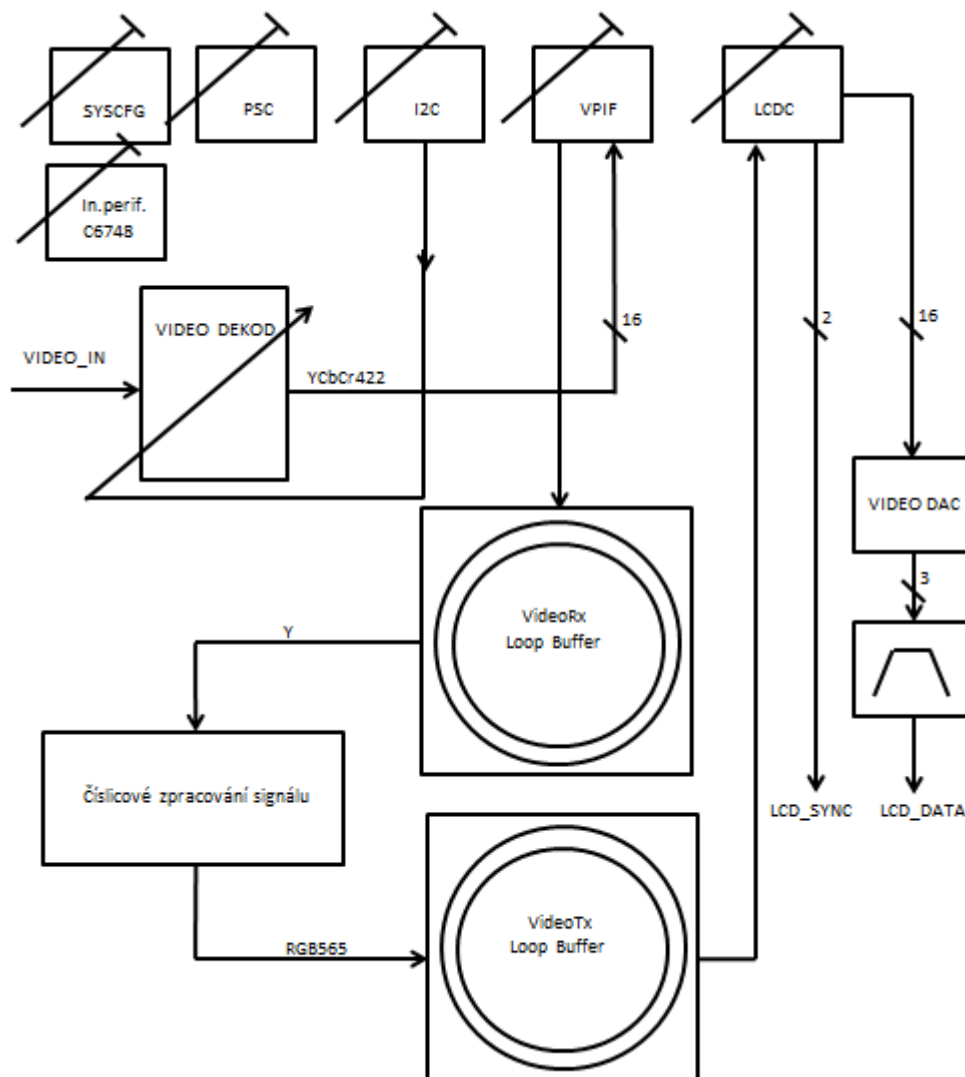 SYSCFG
PSC
I2C
VPIF
LCDC
In.perif.
C6748
VIDEO DEKOD
VIDEO_IN
YCbCr422
16
2
16
VIDEO DAC
3
VideoRx
Loop Buffer
Y
Číslicové zpracování signálu
LCD_SYNC
LCD_DATA
VideoTx
Loop Buffer
RGB565